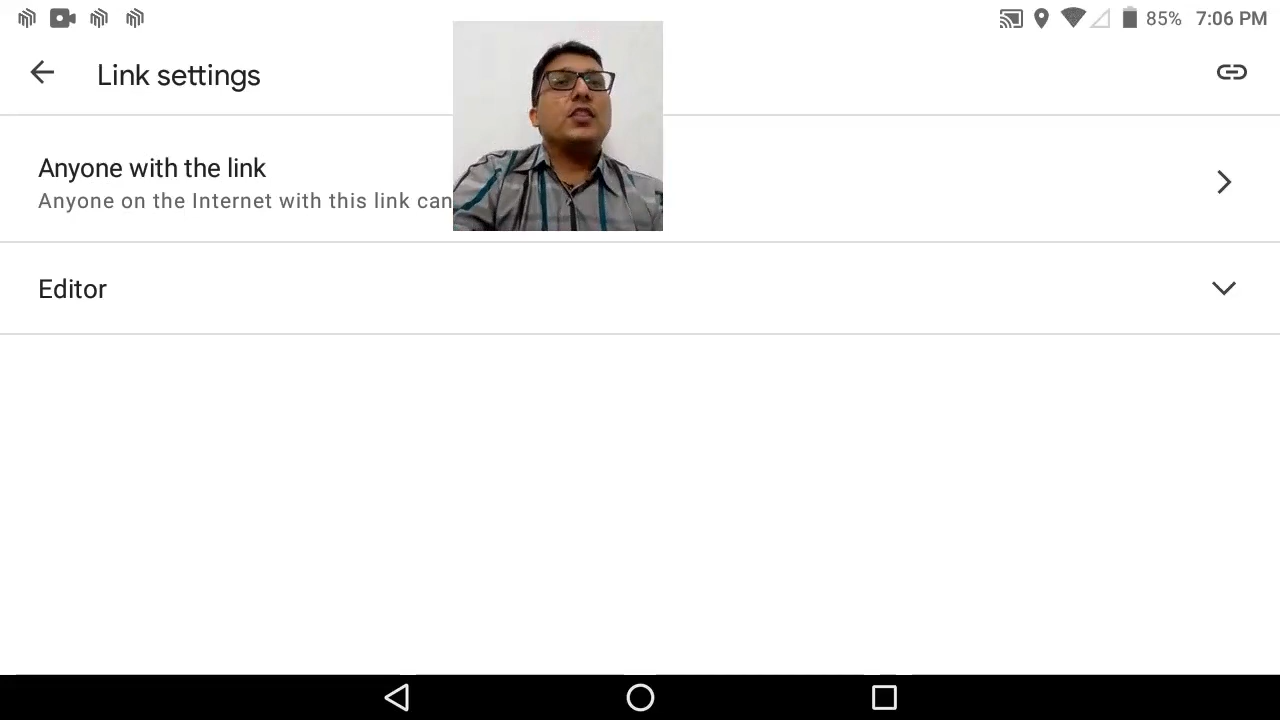 85% 7:06 PM
Link settings
Anyone with the link
Anyone on the Internet with this link can
Editor